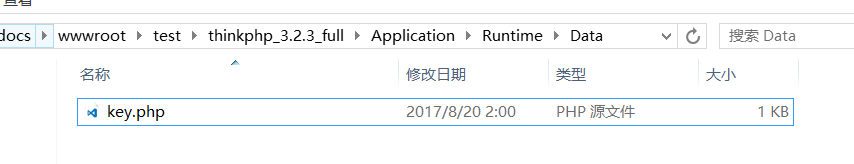 查看
docs wwwroot test thinkphp_3.2.3_full Application Runtime Data 搜索 Data
名称 修改日期 类型 大小
key.php 2017/8/20 2:00 PHP 源文件 1 KB